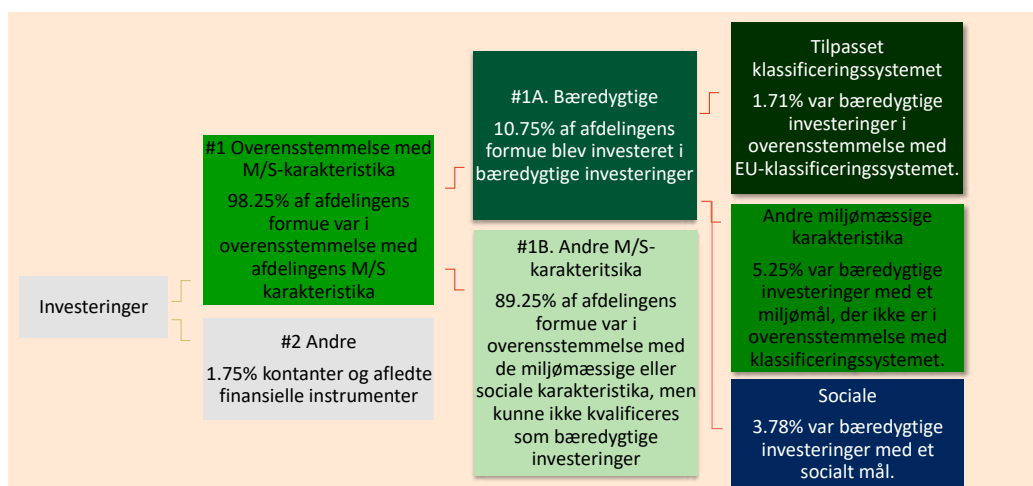 Investeringer
#1 Overensstemmelse med
M/S-karakteristika
98.25% af afdelingens
formue var i
overensstemmelse med
afdelingens M/S
karakteristika
#2 Andre
1.75% kontanter og afledte
finansielle instrumenter
#1A. Bæredygtige
10.75% af afdelingens
formue blev investeret i
bæredygtige investeringer
#1B. Andre M/S-
karakteritsika
89.25% af afdelingens
formue var i
overensstemmelse med
de miljømæssige eller
sociale karakteristika, men
kunne ikke kvalificeres
som bæredygtige
investeringer
Tilpasset
klassificeringssystemet
1.71% var bæredygtige
investeringer i
overensstemmelse med
EU-klassificeringssystemet.
Andre miljømæssige
karakteristika
5.25% var bæredygtige
investeringer med et
miljømål, der ikke er i
overensstemmelse med
klassificeringssystemet.
Sociale
3.78% var bæredygtige
investeringer med et
socialt mål.